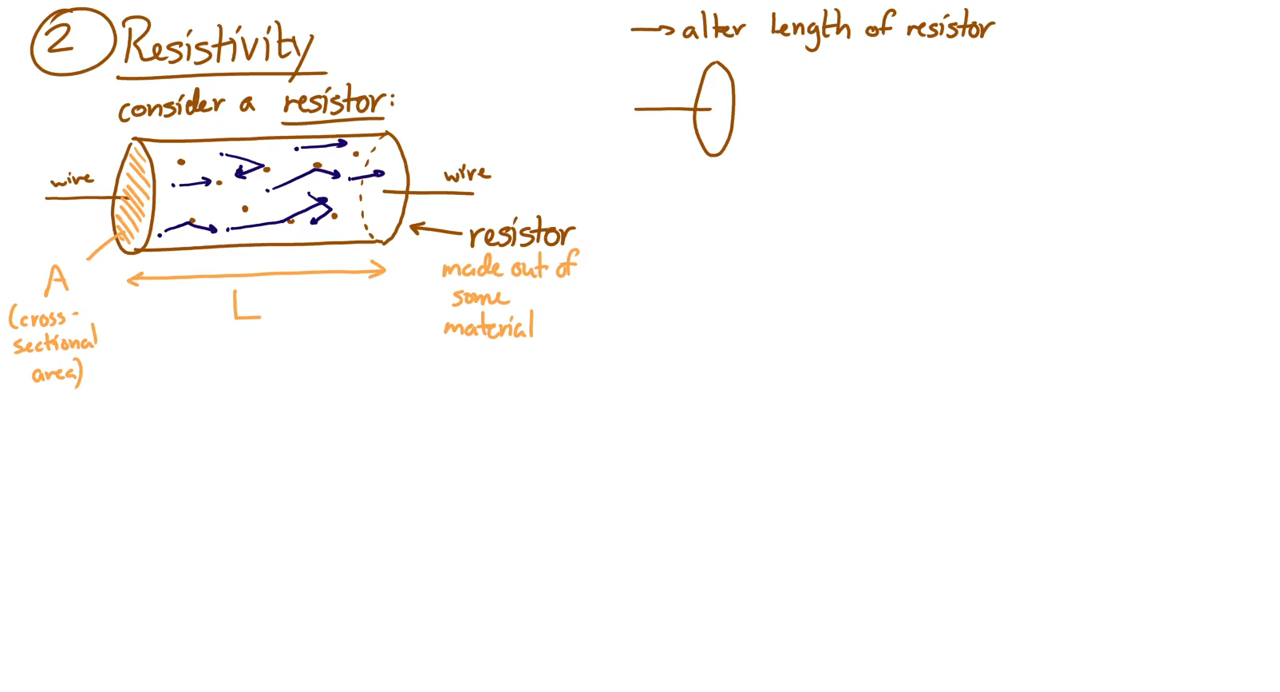 2 Resistivity
consider a resistor:
wire
wire
resistor
made out of
some
material
A
(cross-
sectional
area)
L
→ alter length of resistor